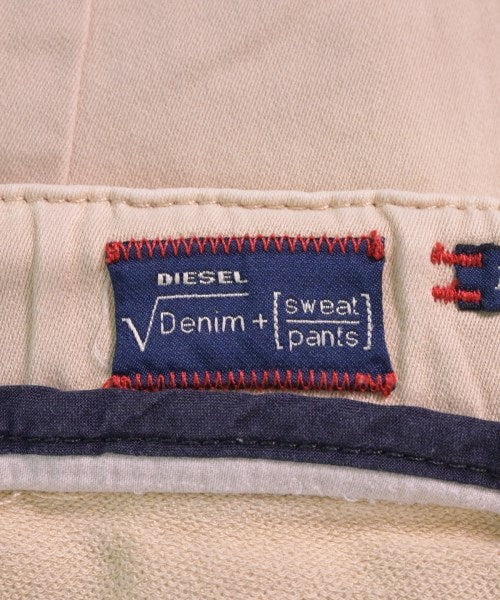 DIESEL
√Denim + [sweat/pants]